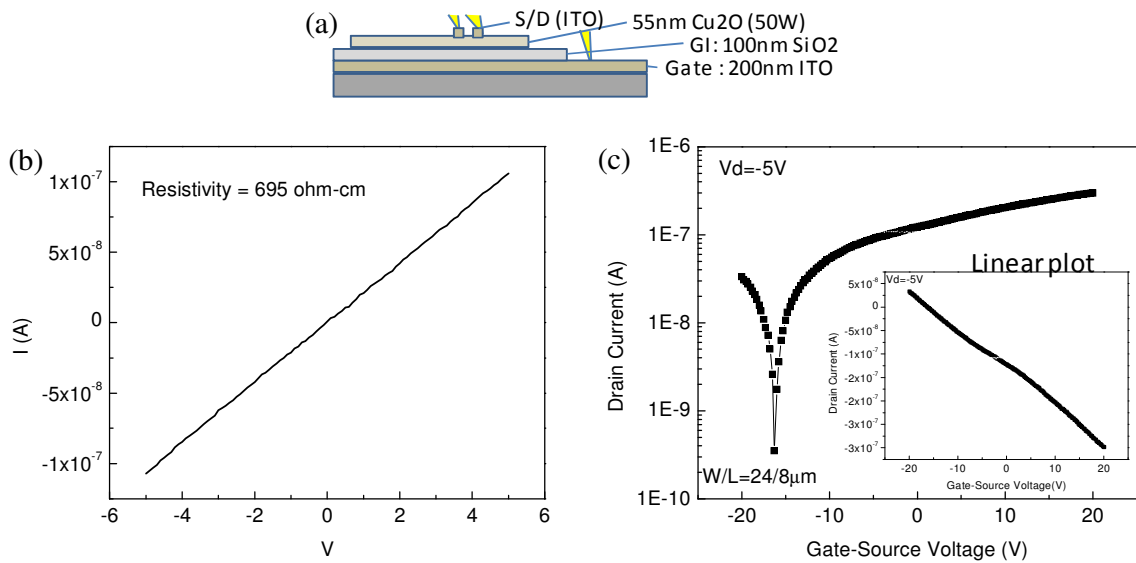 (a)
S/D (ITO)
55nm Cu2O (50W)
GI: 100nm SiO2
Gate : 200nm ITO
(b)
Resistivity = 695 ohm-cm
1x10⁻⁷
5x10⁻⁸
0
-5x10⁻⁸
-1x10⁻⁷
I (A)
-6 -4 -2 0 2 4 6
V
(c)
Vd=-5V
1E-6
1E-7
1E-8
1E-9
1E-10
Drain Current (A)
W/L=24/8μm
-20 -10 0 10 20
Gate-Source Voltage (V)
Linear plot
Vd=-5V
5x10⁻⁸
0
-5x10⁻⁸
-1x10⁻⁷
-2x10⁻⁷
-2x10⁻⁷
-3x10⁻⁷
-3x10⁻⁷
Drain Current (A)
-20 -10 0 10 20
Gate-Source Voltage(V)